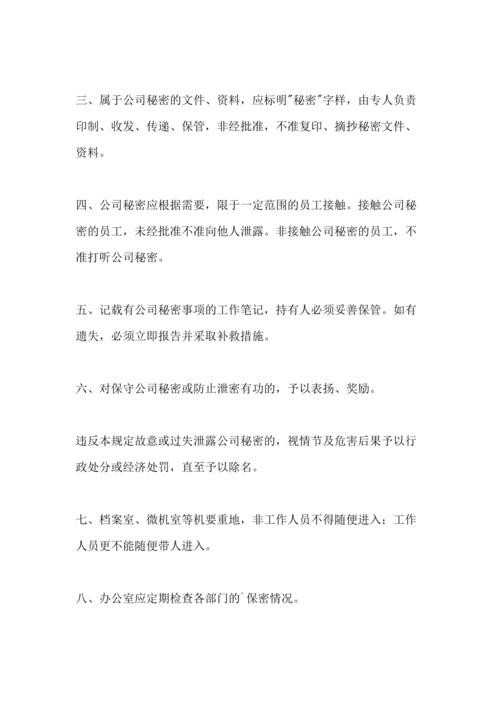 三、属于公司秘密的文件、资料，应标明"秘密"字样，由专人负责
印制、收发、传递、保管，非经批准，不准复印、摘抄秘密文件、
资料。
四、公司秘密应根据需要，限于一定范围的员工接触。接触公司秘
密的员工，未经批准不准向他人泄露。非接触公司秘密的员工，不
准打听公司秘密。
五、记载有公司秘密事项的工作笔记，持有人必须妥善保管。如有
遗失，必须立即报告并采取补救措施。
六、对保守公司秘密或防止泄密有功的，予以表扬、奖励。
违反本规定故意或过失泄露公司秘密的，视情节及危害后果予以行
政处分或经济处罚，直至予以除名。
七、档案室、微机室等机要重地，非工作人员不得随便进入；工作
人员更不能随便带人进入。
八、办公室应定期检查各部门的`保密情况。